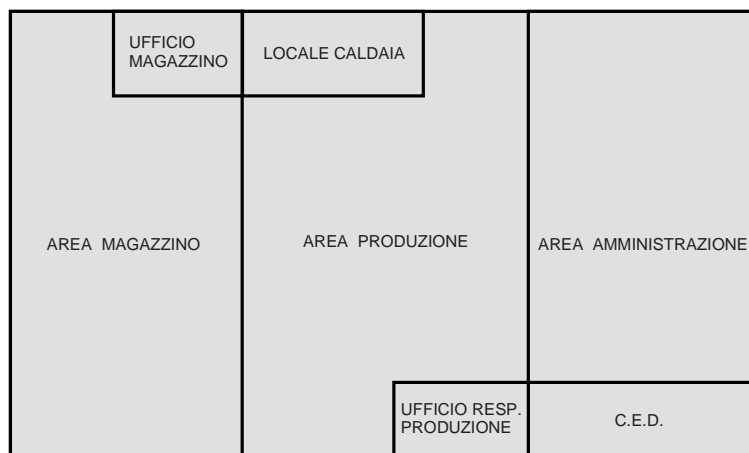 UFFICIO
MAGAZZINO
LOCALE CALDAIA
AREA MAGAZZINO
AREA PRODUZIONE
AREA AMMINISTRAZIONE
UFFICIO RESP.
PRODUZIONE
C.E.D.